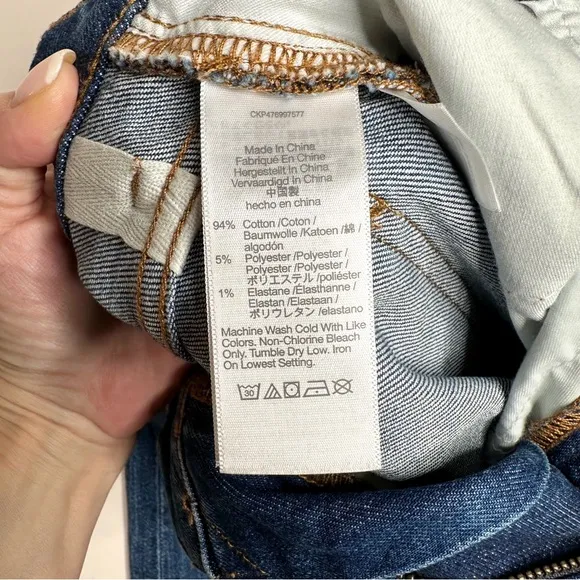 CKP476997577
Made In China
Fabriqué En Chine
Hergestellt In China
Vervaardigd In China
中国製
hecho en china
94% Cotton /Coton /
Baumwolle /Katoen /綿 /
algodón
5% Polyester /Polyester /
Polyester /Polyester /
ポリエステル /poliéster
1% Elastane /Élasthanne /
Elastan /Elastaan /
ポリウレタン /elastano
Machine Wash Cold With Like
Colors. Non-Chlorine Bleach
Only. Tumble Dry Low. Iron
On Lowest Setting.
30